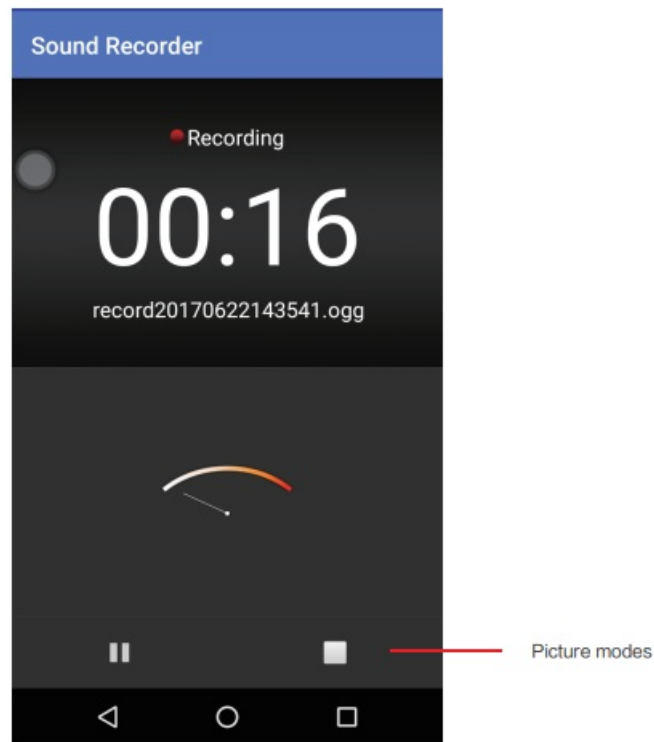 Sound Recorder
Recording
00:16
record20170622143541.ogg
Picture modes